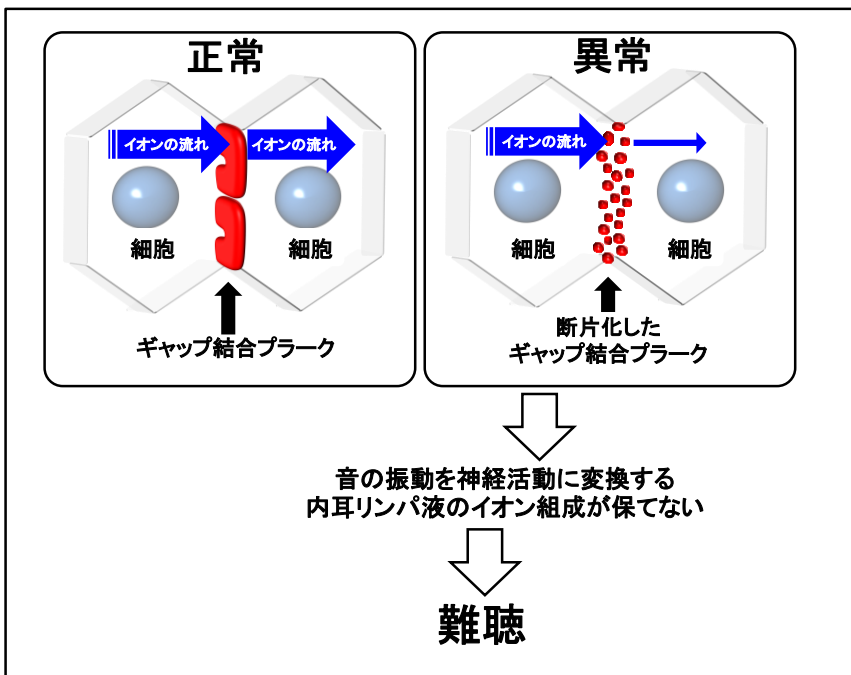 正常
イオンの流れ
イオンの流れ
細胞
細胞
ギャップ結合プラーク
異常
イオンの流れ
細胞
細胞
断片化した
ギャップ結合プラーク
音の振動を神経活動に変換する
内耳リンパ液のイオン組成が保てない
難聴